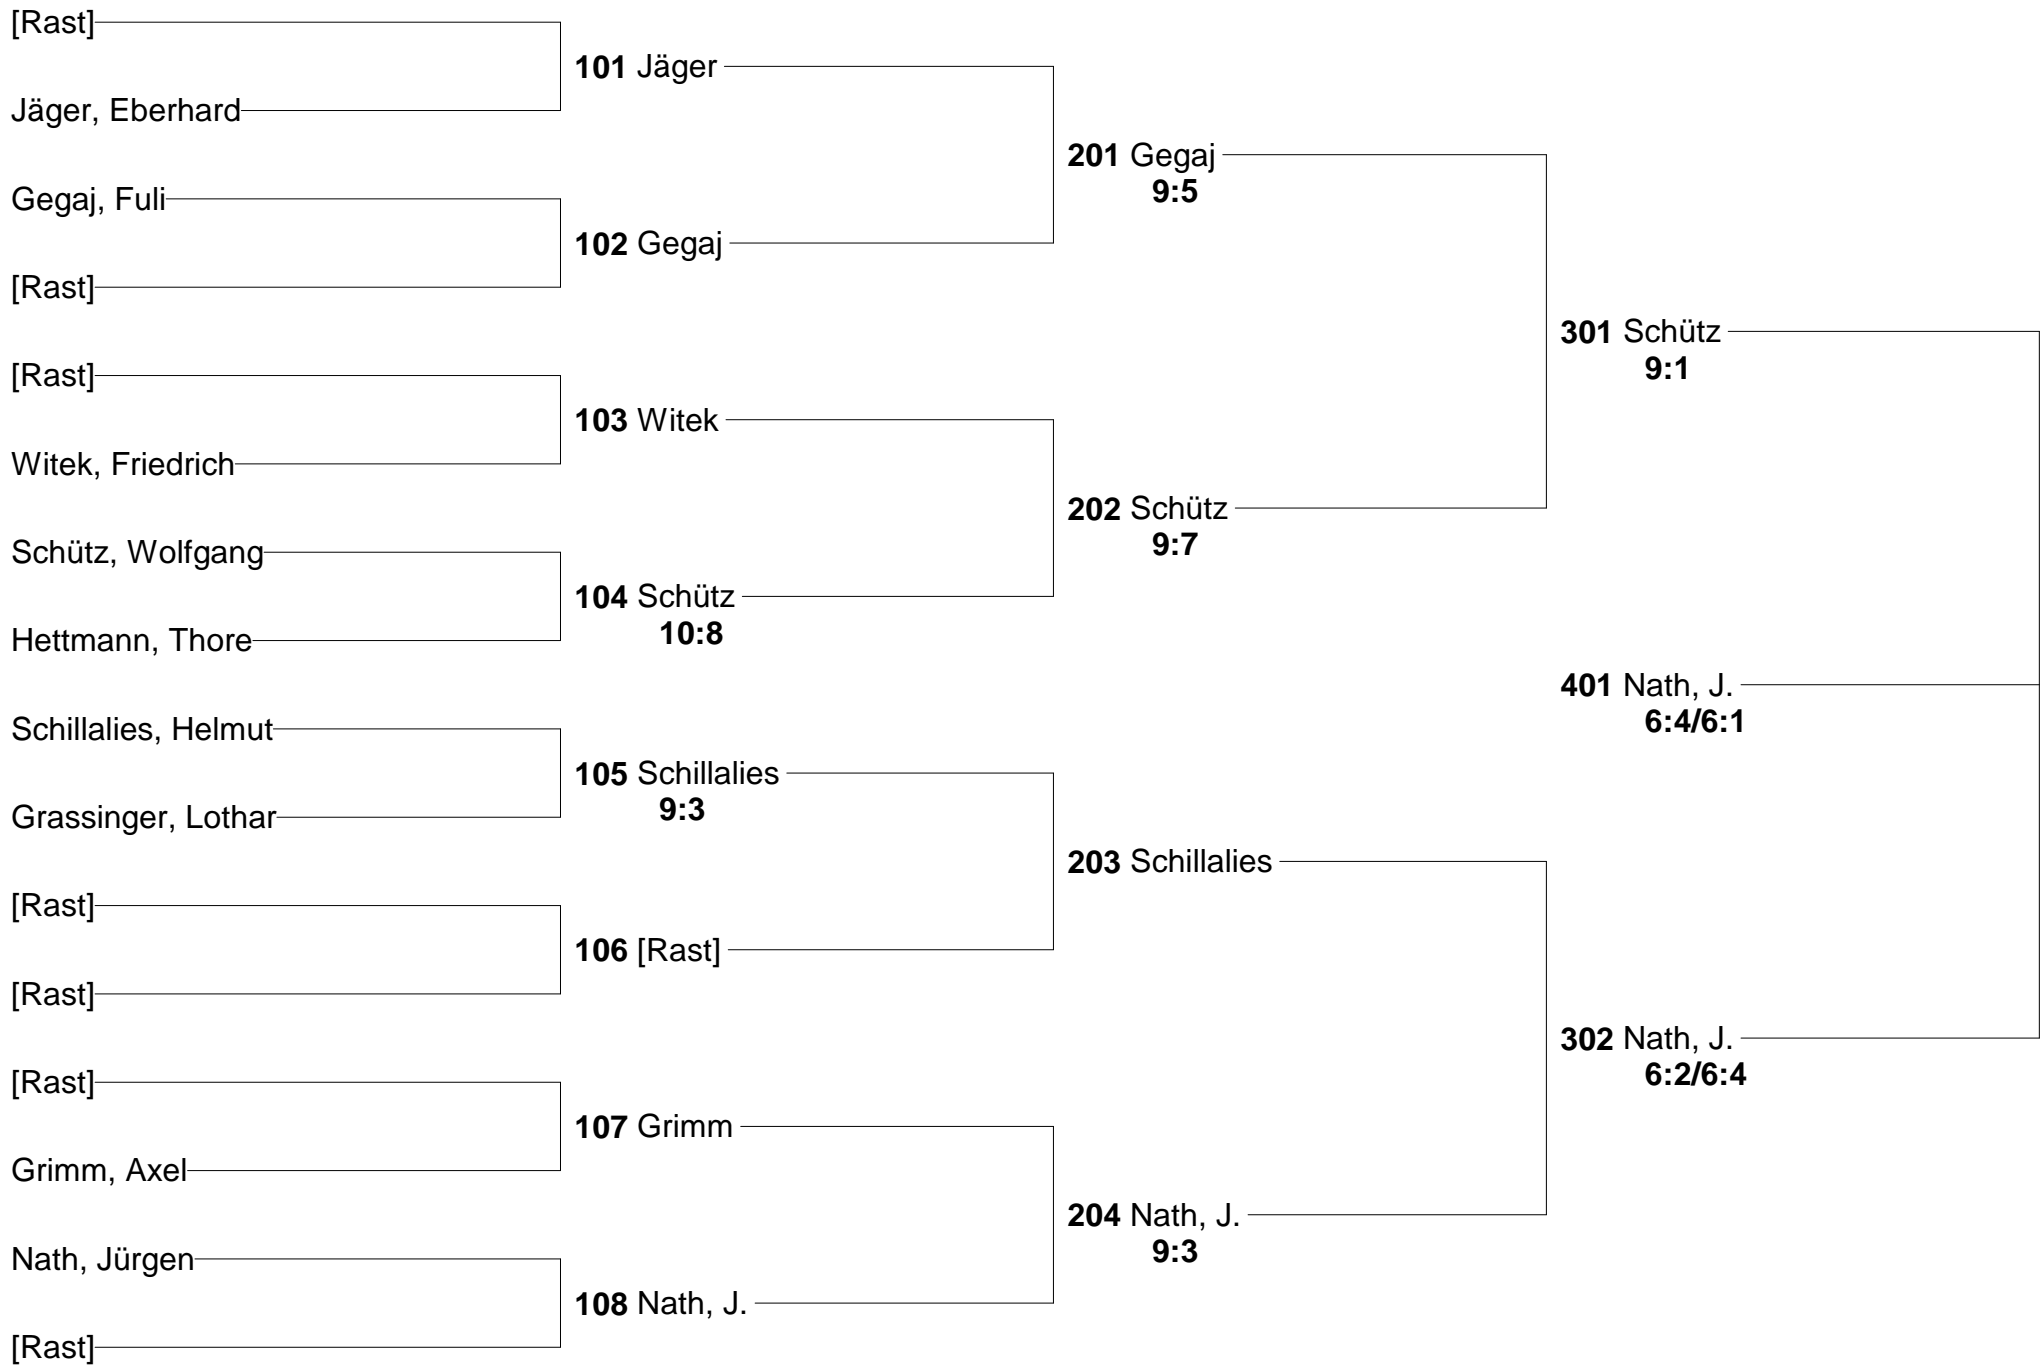 [Rast]
101 Jäger
Jäger, Eberhard
201 Gegaj
9:5
Gegaj, Fuli
102 Gegaj
[Rast]
301 Schütz
9:1
[Rast]
103 Witek
Witek, Friedrich
202 Schütz
9:7
Schütz, Wolfgang
104 Schütz
10:8
Hettmann, Thore
401 Nath, J.
6:4/6:1
Schillalies, Helmut
105 Schillalies
9:3
Grassinger, Lothar
203 Schillalies
[Rast]
106 [Rast]
[Rast]
302 Nath, J.
6:2/6:4
[Rast]
107 Grimm
Grimm, Axel
204 Nath, J.
9:3
Nath, Jürgen
108 Nath, J.
[Rast]